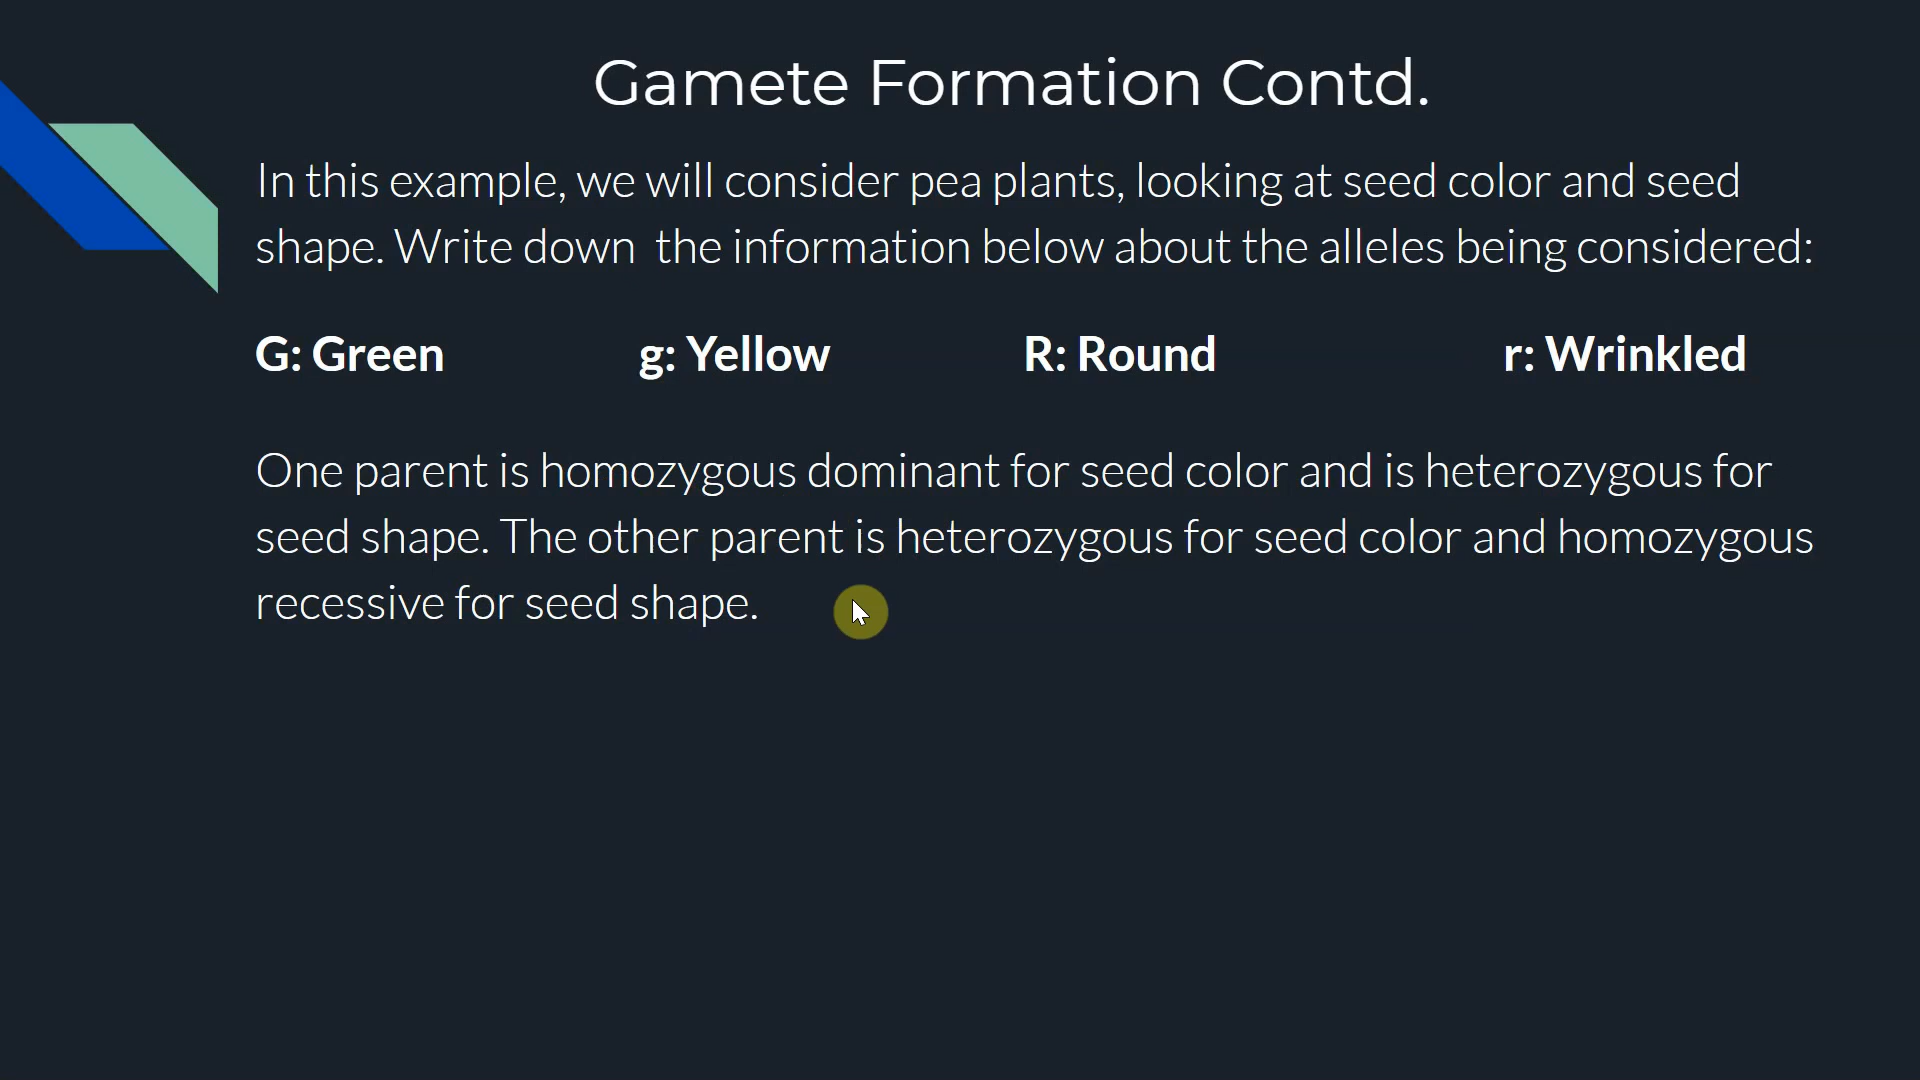 Gamete Formation Contd.
In this example, we will consider pea plants, looking at seed color and seed
shape. Write down  the information below about the alleles being considered:
G: Green g: Yellow R: Round r: Wrinkled
One parent is homozygous dominant for seed color and is heterozygous for
seed shape. The other parent is heterozygous for seed color and homozygous
recessive for seed shape.